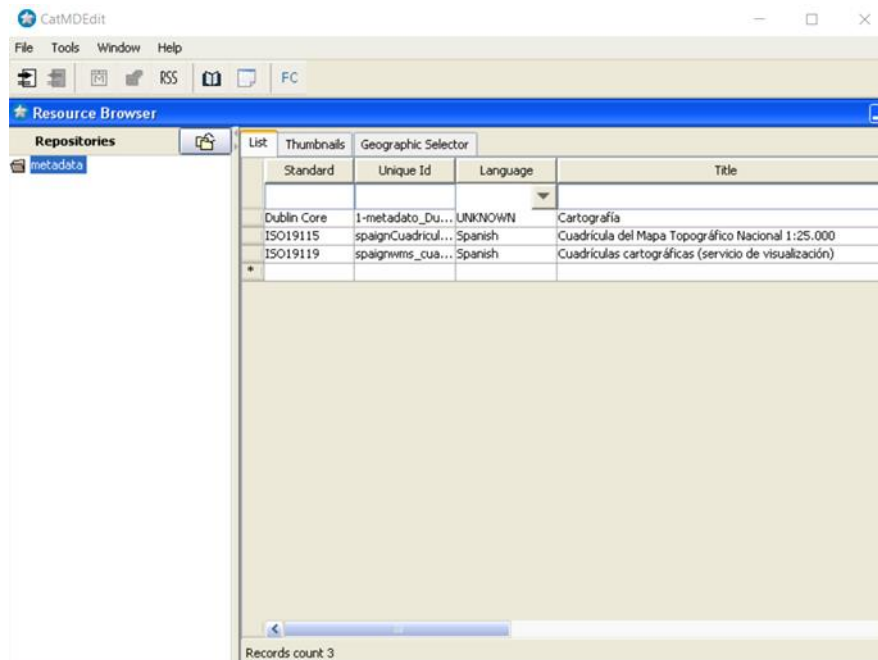 CatMDEdit
File Tools Window Help
RSS FC
Resource Browser
Repositories
metadata
List Thumbnails Geographic Selector
Standard Unique Id Language Title
Dublin Core 1-metadato_Du... UNKNOWN Cartografía
ISO19115 spaignCuadricul... Spanish Cuadrícula del Mapa Topográfico Nacional 1:25.000
ISO19119 spaignwms_cua... Spanish Cuadrículas cartográficas (servicio de visualización)
*
Records count 3